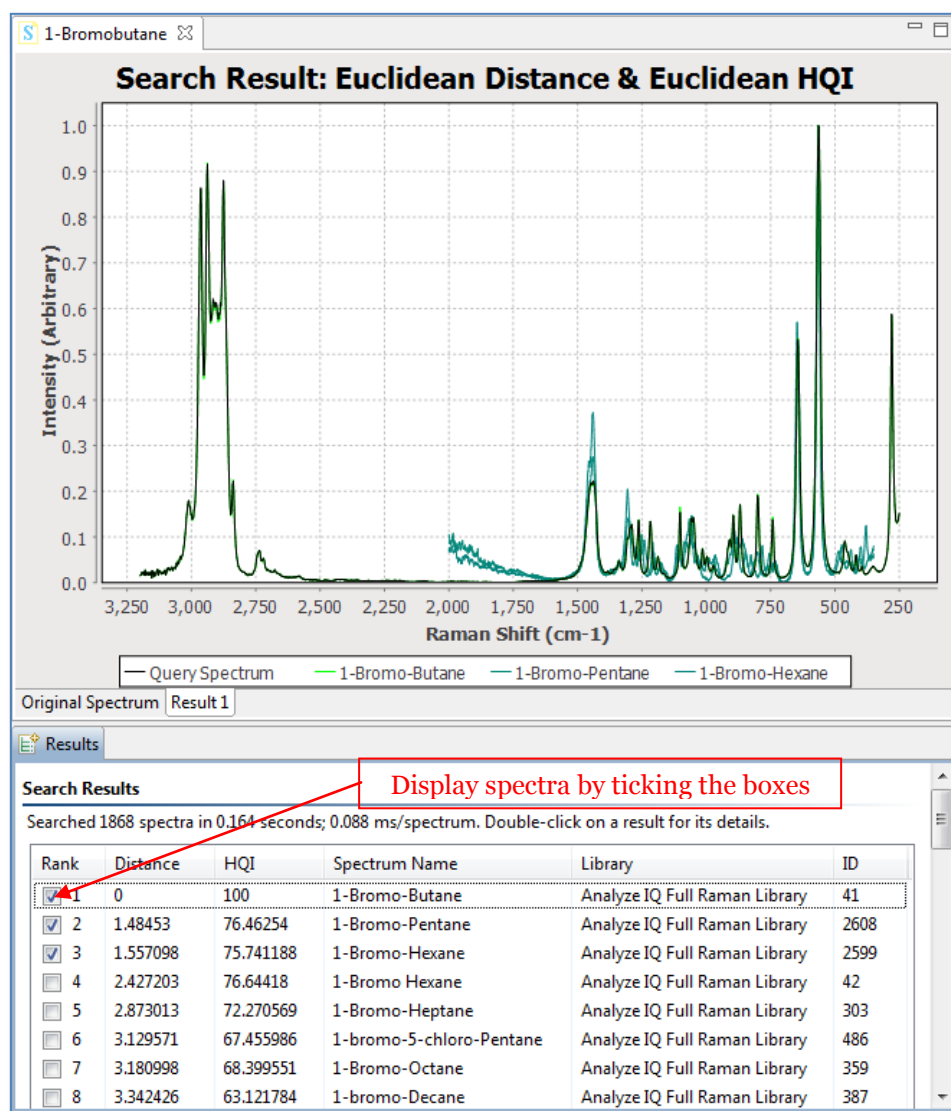 1-Bromobutane
Search Result: Euclidean Distance & Euclidean HQI
1.0
0.9
0.8
0.7
0.6
0.5
0.4
0.3
0.2
0.1
0.0
Intensity (Arbitrary)
3,250 3,000 2,750 2,500 2,250 2,000 1,750 1,500 1,250 1,000 750 500 250
Raman Shift (cm-1)
Query Spectrum 1-Bromo-Butane 1-Bromo-Pentane 1-Bromo-Hexane
Original Spectrum Result 1
Results
Display spectra by ticking the boxes
Search Results
Searched 1868 spectra in 0.164 seconds; 0.088 ms/spectrum. Double-click on a result for its details.
Rank Distance HQI Spectrum Name Library ID
1 0 100 1-Bromo-Butane Analyze IQ Full Raman Library 41
2 1.48453 76.46254 1-Bromo-Pentane Analyze IQ Full Raman Library 2608
3 1.557098 75.741188 1-Bromo-Hexane Analyze IQ Full Raman Library 2599
4 2.427203 76.64418 1-Bromo Hexane Analyze IQ Full Raman Library 42
5 2.873013 72.270569 1-Bromo-Heptane Analyze IQ Full Raman Library 303
6 3.129571 67.455986 1-bromo-5-chloro-Pentane Analyze IQ Full Raman Library 486
7 3.180998 68.399551 1-Bromo-Octane Analyze IQ Full Raman Library 359
8 3.342426 63.121784 1-bromo-Decane Analyze IQ Full Raman Library 387